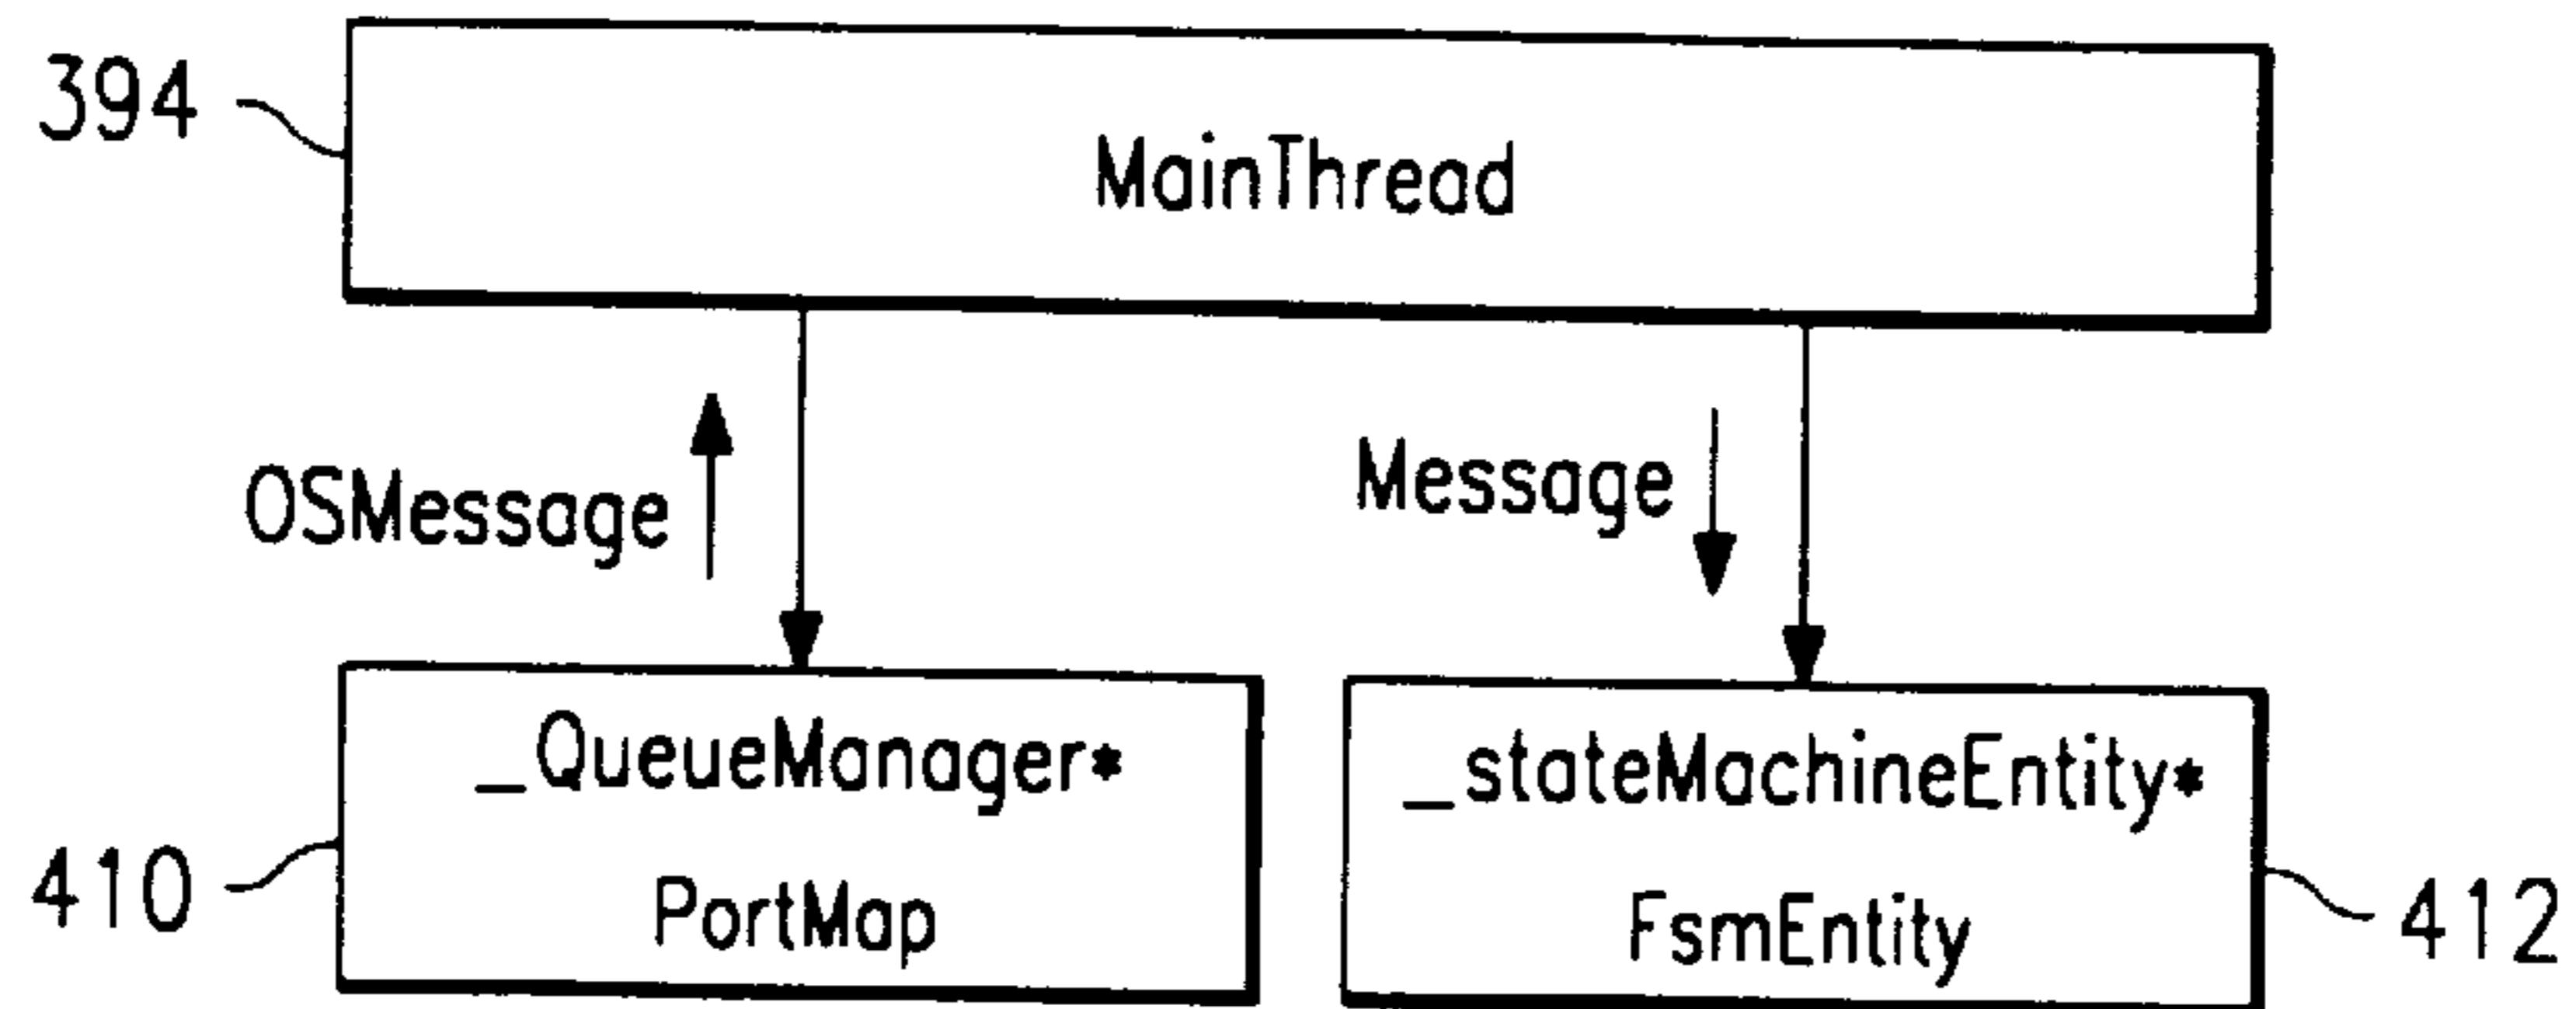 394
MainThread
OSMessage
Message
_QueueManager*
PortMap
410
_stateMachineEntity*
FsmEntity
412